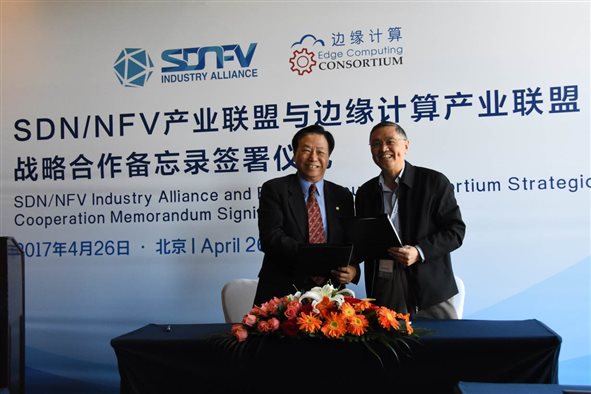 SDNFV
INDUSTRY ALLIANCE
边缘计算
Edge Computing
CONSORTIUM
SDN/NFV产业联盟与边缘计算产业联盟
战略合作备忘录签署仪
SDN/NFV Industry Alliance and E sortium Strategic
Cooperation Memorandum Signi
2017年4月26日 · 北京 | April 26